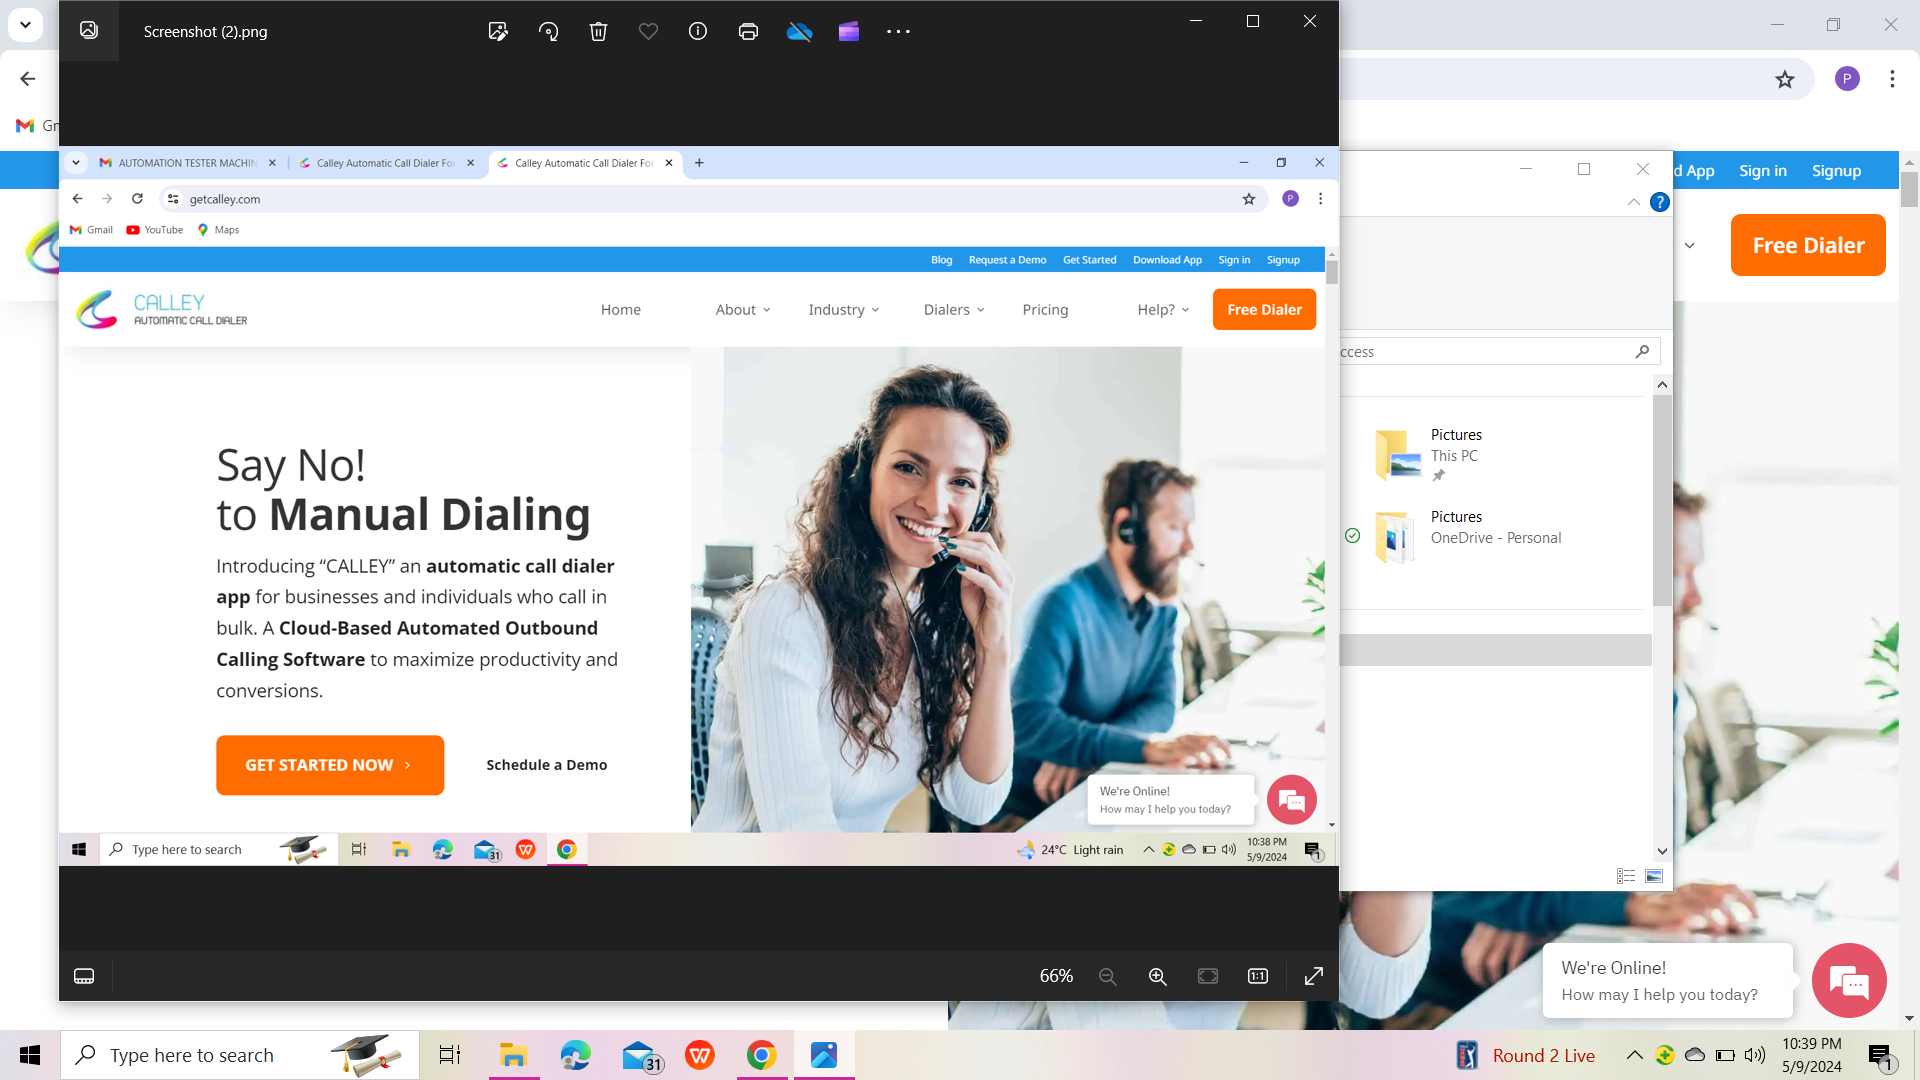 Screenshot (2).png
AUTOMATION TESTER MACHIN
Calley Automatic Call Dialer For
Calley Automatic Call Dialer For
getcalley.com
P
Gmail
YouTube
Maps
Blog
Request a Demo
Get Started
Download App
Sign in
Signup
CALLEY
AUTOMATIC CALL DIALER
Home
About
Industry
Dialers
Pricing
Help?
Free Dialer
Say No!
to Manual Dialing
Introducing “CALLEY” an automatic call dialer
app for businesses and individuals who call in
bulk. A Cloud-Based Automated Outbound
Calling Software to maximize productivity and
conversions.
GET STARTED NOW
Schedule a Demo
We're Online!
How may I help you today?
Type here to search
31
24°C Light rain
10:38 PM
5/9/2024
1
66%
1:1
P
d App
Sign in
Signup
Free Dialer
?
ccess
Pictures
This PC
Pictures
OneDrive - Personal
We're Online!
How may I help you today?
Type here to search
31
Round 2 Live
10:39 PM
5/9/2024
1